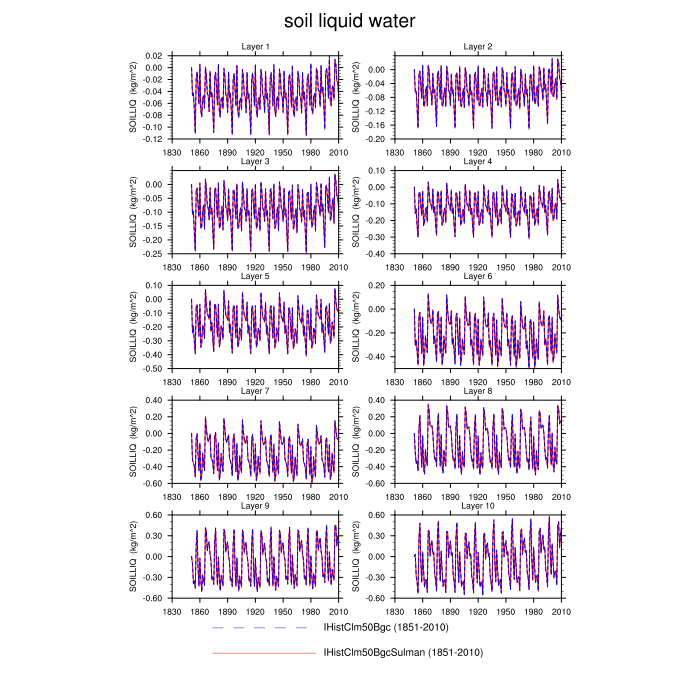 soil liquid water
Layer 1
SOILLIQ (kg/m^2)
0.02
0.00
-0.02
-0.04
-0.06
-0.08
-0.10
-0.12
1830 1860 1890 1920 1950 1980 2010
Layer 2
SOILLIQ (kg/m^2)
0.00
-0.04
-0.08
-0.12
-0.16
-0.20
1830 1860 1890 1920 1950 1980 2010
Layer 3
SOILLIQ (kg/m^2)
0.00
-0.05
-0.10
-0.15
-0.20
-0.25
1830 1860 1890 1920 1950 1980 2010
Layer 4
SOILLIQ (kg/m^2)
0.10
0.00
-0.10
-0.20
-0.30
-0.40
1830 1860 1890 1920 1950 1980 2010
Layer 5
SOILLIQ (kg/m^2)
0.10
0.00
-0.10
-0.20
-0.30
-0.40
-0.50
1830 1860 1890 1920 1950 1980 2010
Layer 6
SOILLIQ (kg/m^2)
0.20
0.00
-0.20
-0.40
1830 1860 1890 1920 1950 1980 2010
Layer 7
SOILLIQ (kg/m^2)
0.40
0.20
0.00
-0.20
-0.40
-0.60
1830 1860 1890 1920 1950 1980 2010
Layer 8
SOILLIQ (kg/m^2)
0.40
0.20
0.00
-0.20
-0.40
-0.60
1830 1860 1890 1920 1950 1980 2010
Layer 9
SOILLIQ (kg/m^2)
0.60
0.30
0.00
-0.30
-0.60
1830 1860 1890 1920 1950 1980 2010
Layer 10
SOILLIQ (kg/m^2)
0.60
0.30
0.00
-0.30
-0.60
1830 1860 1890 1920 1950 1980 2010
IHistClm50Bgc (1851-2010)
IHistClm50BgcSulman (1851-2010)